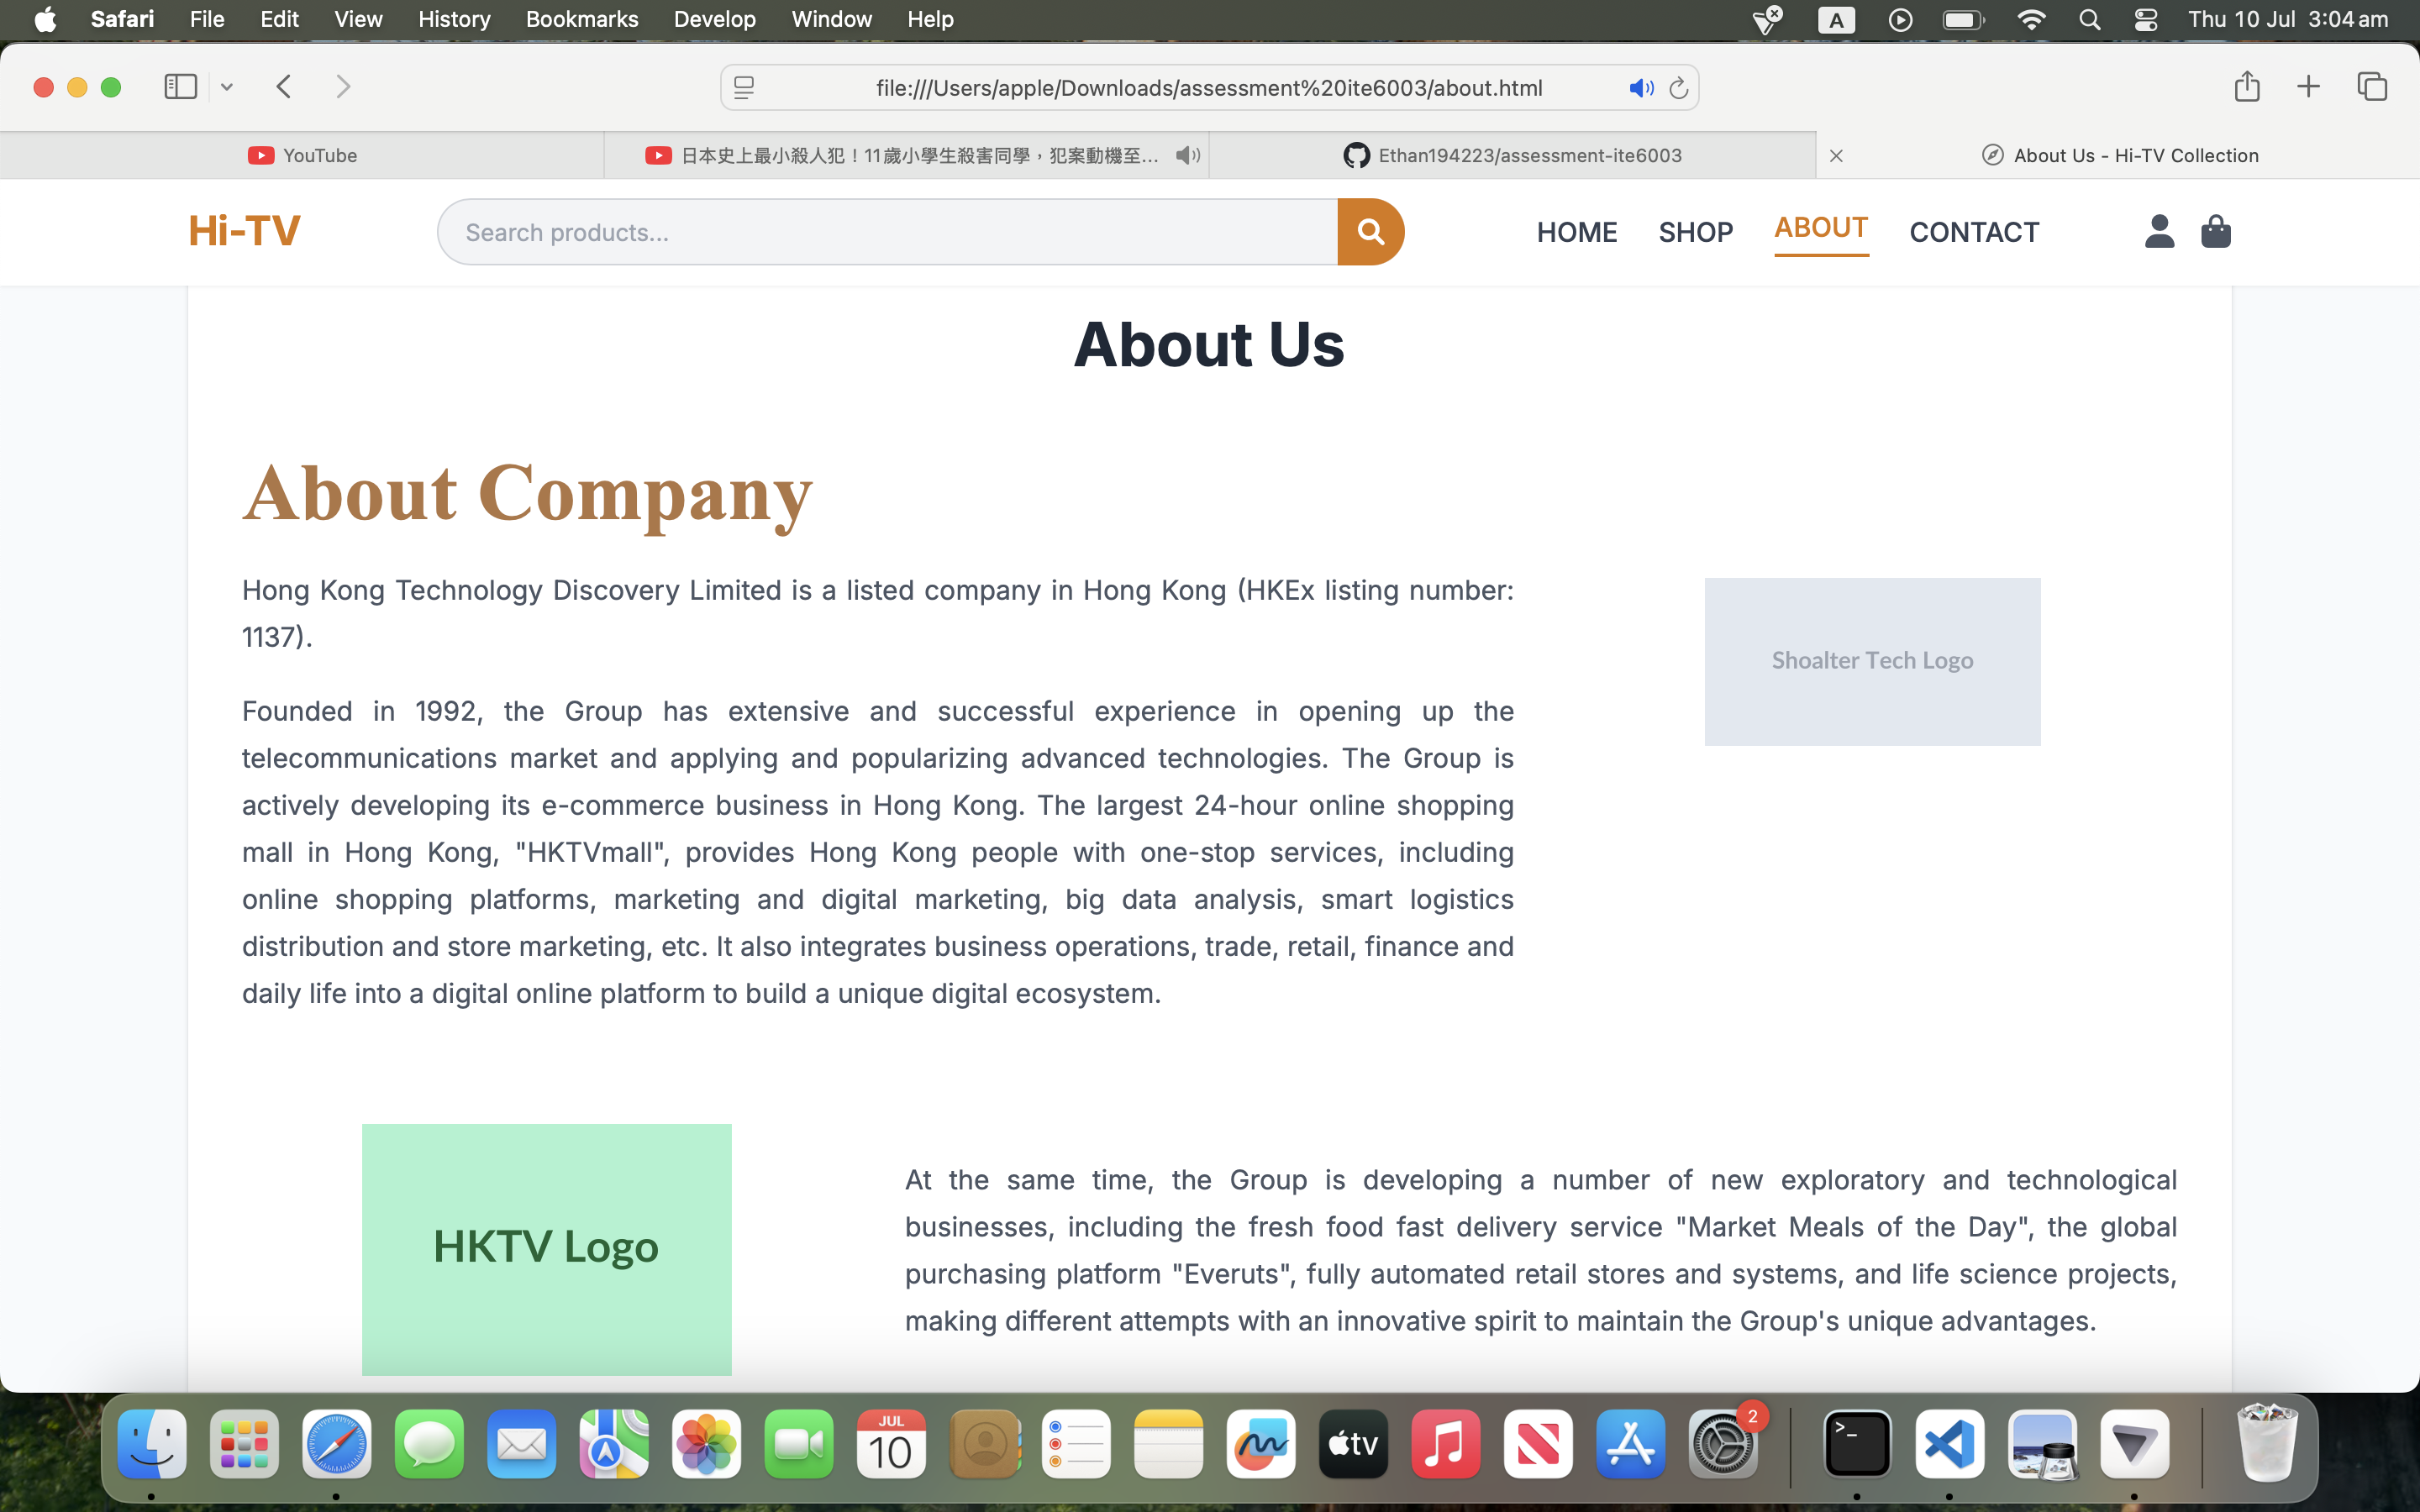 Safari File Edit View History Bookmarks Develop Window Help A Thu 10 Jul 3:04 am
file:///Users/apple/Downloads/assessment%20ite6003/about.html
YouTube
日本史上最小殺人犯！11歲小學生殺害同學，犯案動機至...
Ethan194223/assessment-ite6003
About Us - Hi-TV Collection
Hi-TV
Search products...
HOME SHOP ABOUT CONTACT
About Us
About Company
Hong Kong Technology Discovery Limited is a listed company in Hong Kong (HKEx listing number:
1137).
Founded in 1992, the Group has extensive and successful experience in opening up the
telecommunications market and applying and popularizing advanced technologies. The Group is
actively developing its e-commerce business in Hong Kong. The largest 24-hour online shopping
mall in Hong Kong, "HKTVmall", provides Hong Kong people with one-stop services, including
online shopping platforms, marketing and digital marketing, big data analysis, smart logistics
distribution and store marketing, etc. It also integrates business operations, trade, retail, finance and
daily life into a digital online platform to build a unique digital ecosystem.
Shoalter Tech Logo
HKTV Logo
At the same time, the Group is developing a number of new exploratory and technological
businesses, including the fresh food fast delivery service "Market Meals of the Day", the global
purchasing platform "Everuts", fully automated retail stores and systems, and life science projects,
making different attempts with an innovative spirit to maintain the Group's unique advantages.
JUL
10
tv
2
>_